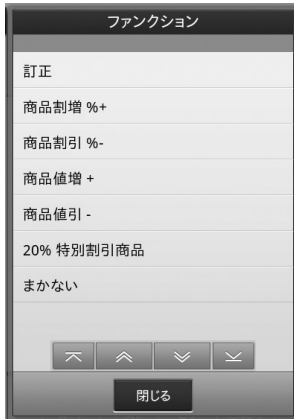 ファンクション
訂正
商品割増 %+
商品割引 %-
商品値増 +
商品値引 -
20% 特別割引商品
まかない
閉じる